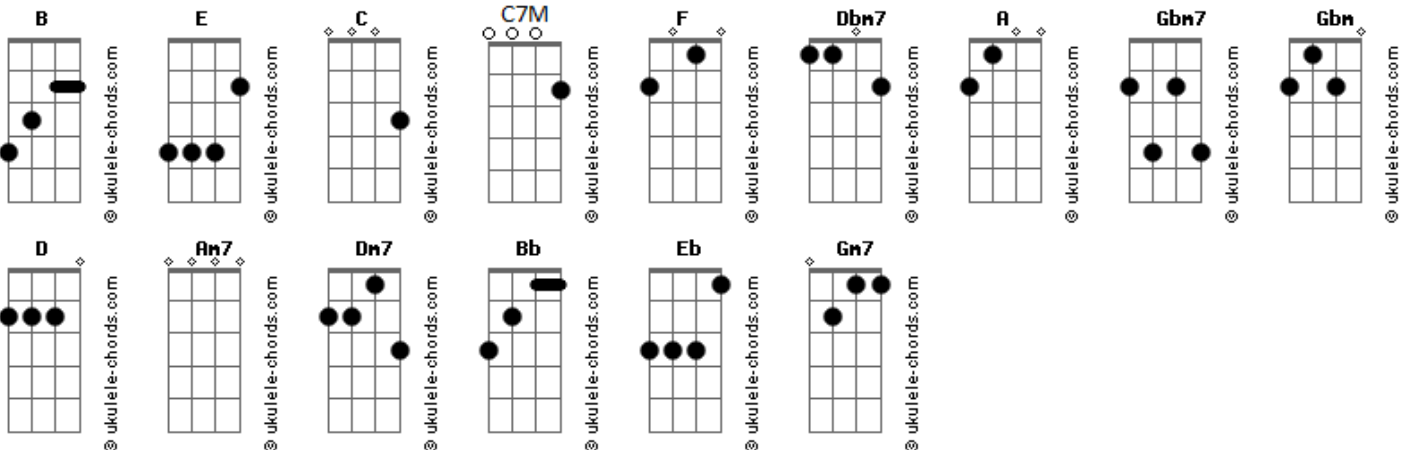 B E C C7M F Dbm7 A Gbm7 Gbm
© ukulele-chords.com © ukulele-chords.com © ukulele-chords.com © ukulele-chords.com © ukulele-chords.com © ukulele-chords.com © ukulele-chords.com © ukulele-chords.com © ukulele-chords.com
D Am7 Dm7 Bb Eb Gm7
© ukulele-chords.com © ukulele-chords.com © ukulele-chords.com © ukulele-chords.com © ukulele-chords.com © ukulele-chords.com